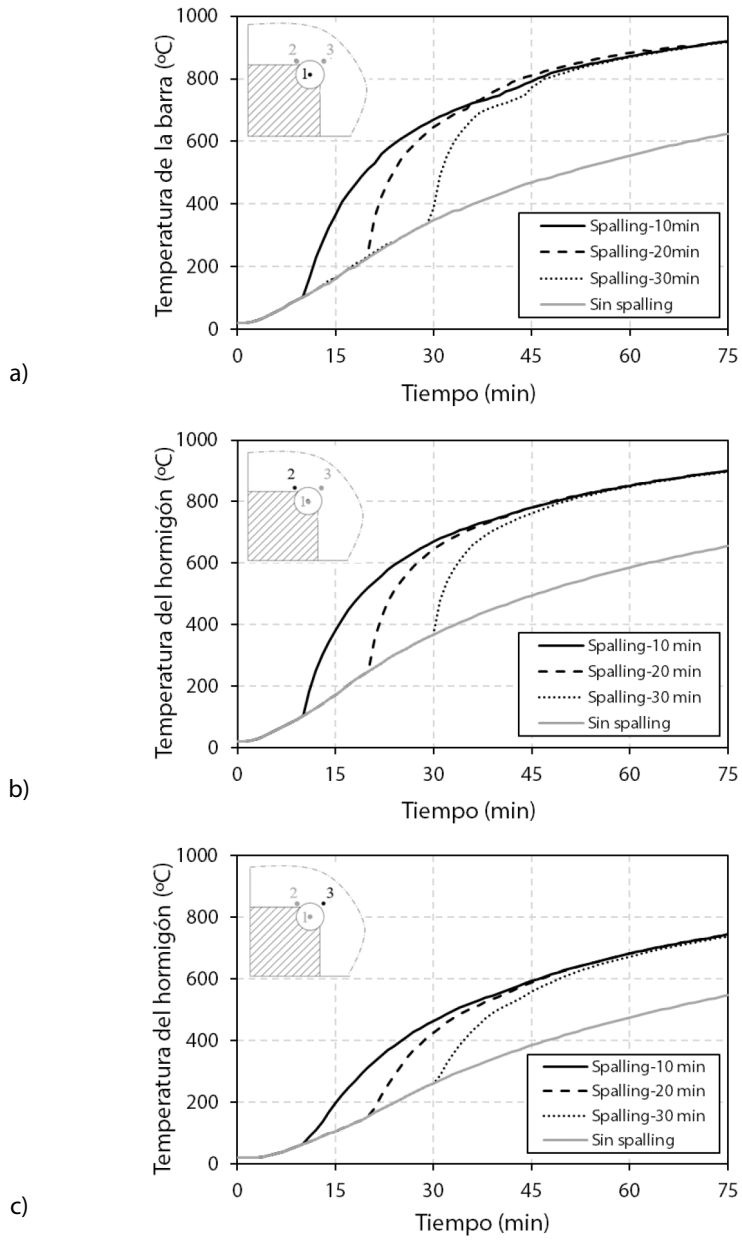 1000
800
600
400
200
0
Temperatura de la barra (ºC)
2
3
1
Spalling-10min
Spalling-20min
Spalling-30min
Sin spalling
0
15
30
45
60
75
Tiempo (min)
a)
1000
800
600
400
200
0
Temperatura del hormigón (ºC)
2
3
1
Spalling-10 min
Spalling-20 min
Spalling-30 min
Sin spalling
0
15
30
45
60
75
Tiempo (min)
b)
1000
800
600
400
200
0
Temperatura del hormigón (ºC)
2
3
1
Spalling-10 min
Spalling-20 min
Spalling-30 min
Sin spalling
0
15
30
45
60
75
Tiempo (min)
c)